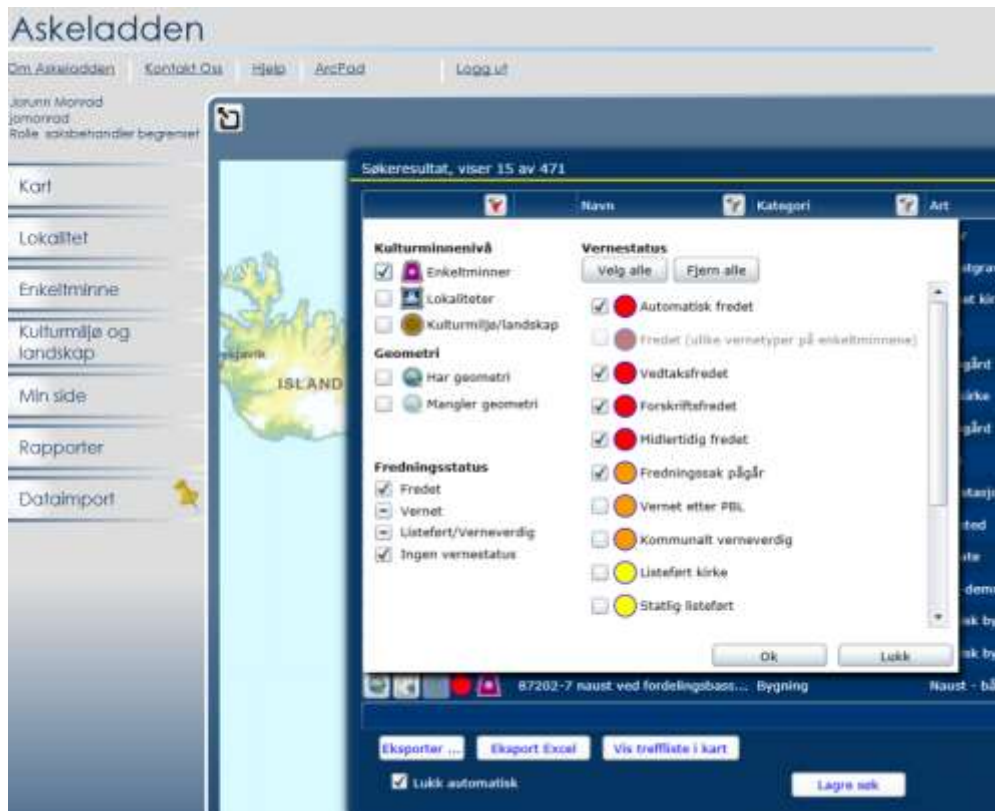 Askeladden
Om Askeladden Kontakt Oss Hjelp ArcPad Logg ut
Jorunn Monrad
jomonrad
Rolle saksbehandler begrenset
Kart
Lokalitet
Enkeltminne
Kulturmiljø og
landskap
Min side
Rapporter
Dataimport
ISLAND
Søkeresultat, viser 15 av 471
Navn Kategori Art
Kulturminnenivå
Enkeltminner
Lokaliteter
Kulturmiljø/landskap
Geometri
Har geometri
Mangler geometri
Fredningsstatus
Fredet
Vernet
Listeført/Verneverdig
Ingen vernestatus
Vernestatus
Velg alle Fjern alle
Automatisk fredet
Fredet (ulike vernetyper på enkeltminnene)
Vedtaksfredet
Forskriftsfredet
Midlertidig fredet
Fredningssak pågår
Vernet etter PBL
Kommunalt verneverdig
Listeført kirke
Statlig listeført
Ok Lukk
87202-7 naust ved fordelingsbass... Bygning Naust - bå
Eksporter ... Eksport Excel Vis treffliste i kart
Lukk automatisk Lagre søk